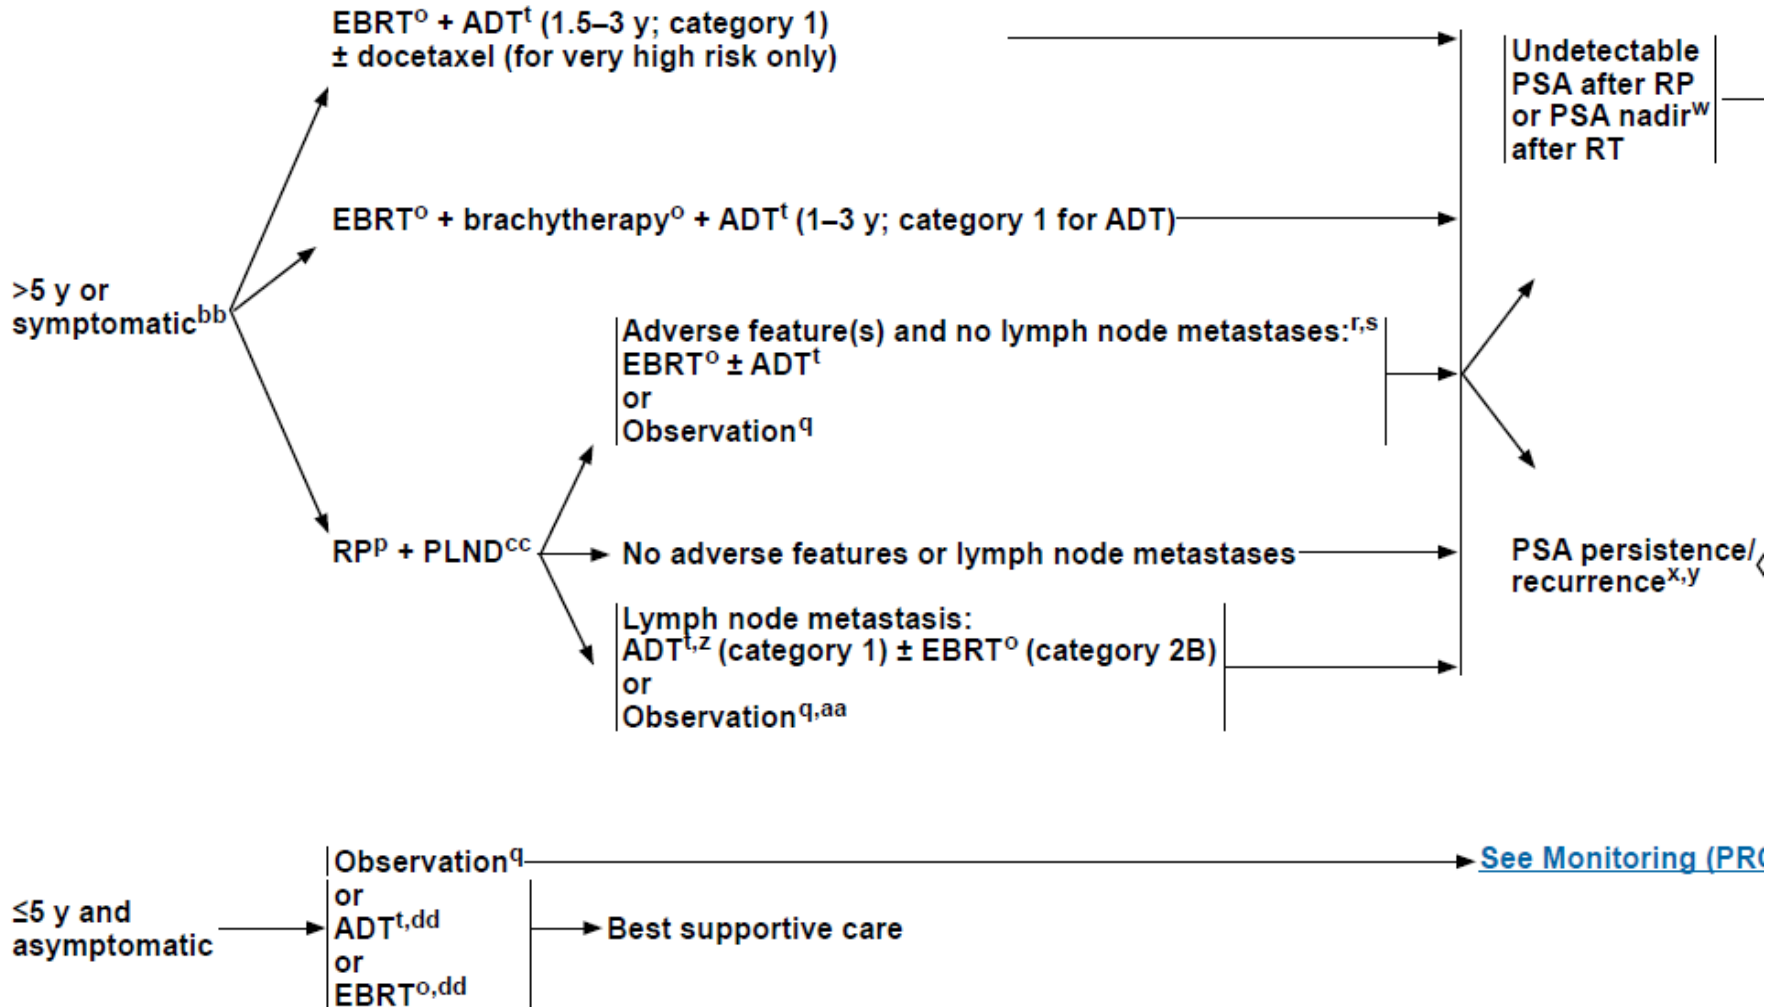 EBRTᵒ + ADTᵗ (1.5–3 y; category 1)
± docetaxel (for very high risk only)
Undetectable
PSA after RP
or PSA nadirʷ
after RT
EBRTᵒ + brachytherapyᵒ + ADTᵗ (1–3 y; category 1 for ADT)
>5 y or
symptomaticᵇᵇ
Adverse feature(s) and no lymph node metastases:ʳ,ˢ
EBRTᵒ ± ADTᵗ
or
Observation^q
RPᵖ + PLNDᶜᶜ
No adverse features or lymph node metastases
PSA persistence/
recurrenceˣ,ʸ
Lymph node metastasis:
ADTᵗ,ᶻ (category 1) ± EBRTᵒ (category 2B)
or
Observation^q,ᵃᵃ
Observation^q
See Monitoring (PRO
or
≤5 y and
asymptomatic
ADTᵗ,ᵈᵈ
Best supportive care
or
EBRTᵒ,ᵈᵈ